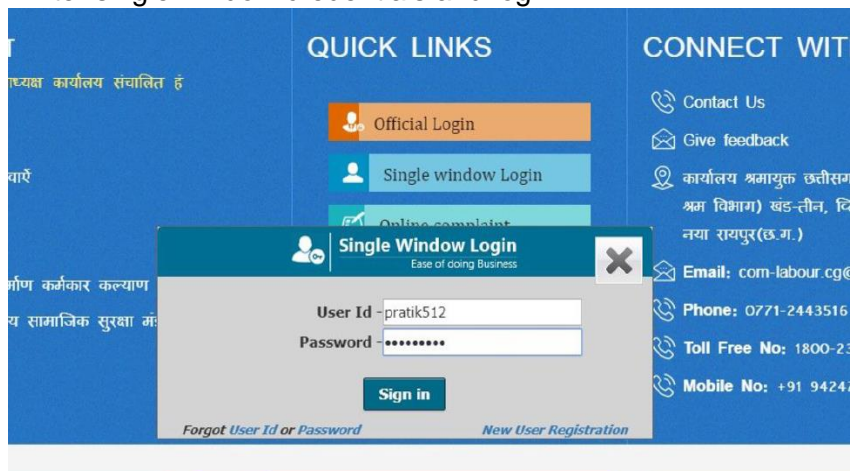 QUICK LINKS
CONNECT WIT
कार्यालय संचालित हं
Official Login
Single window Login
Contact Us
Give feedback
कार्यालय श्रमायुक्त
श्रम विभाग) खंड-तीन,
नया रायपुर(छ.ग.)
Single Window Login
Ease of doing Business
कर्मकार कल्याण
य सामाजिक सुरक्षा
Email: com-labour.cg@
Phone: 0771-2443516
Toll Free No: 1800-23
Mobile No: +91 9424
User Id - pratik512
Password - •••••••••
Sign in
Forgot User Id or Password
New User Registration